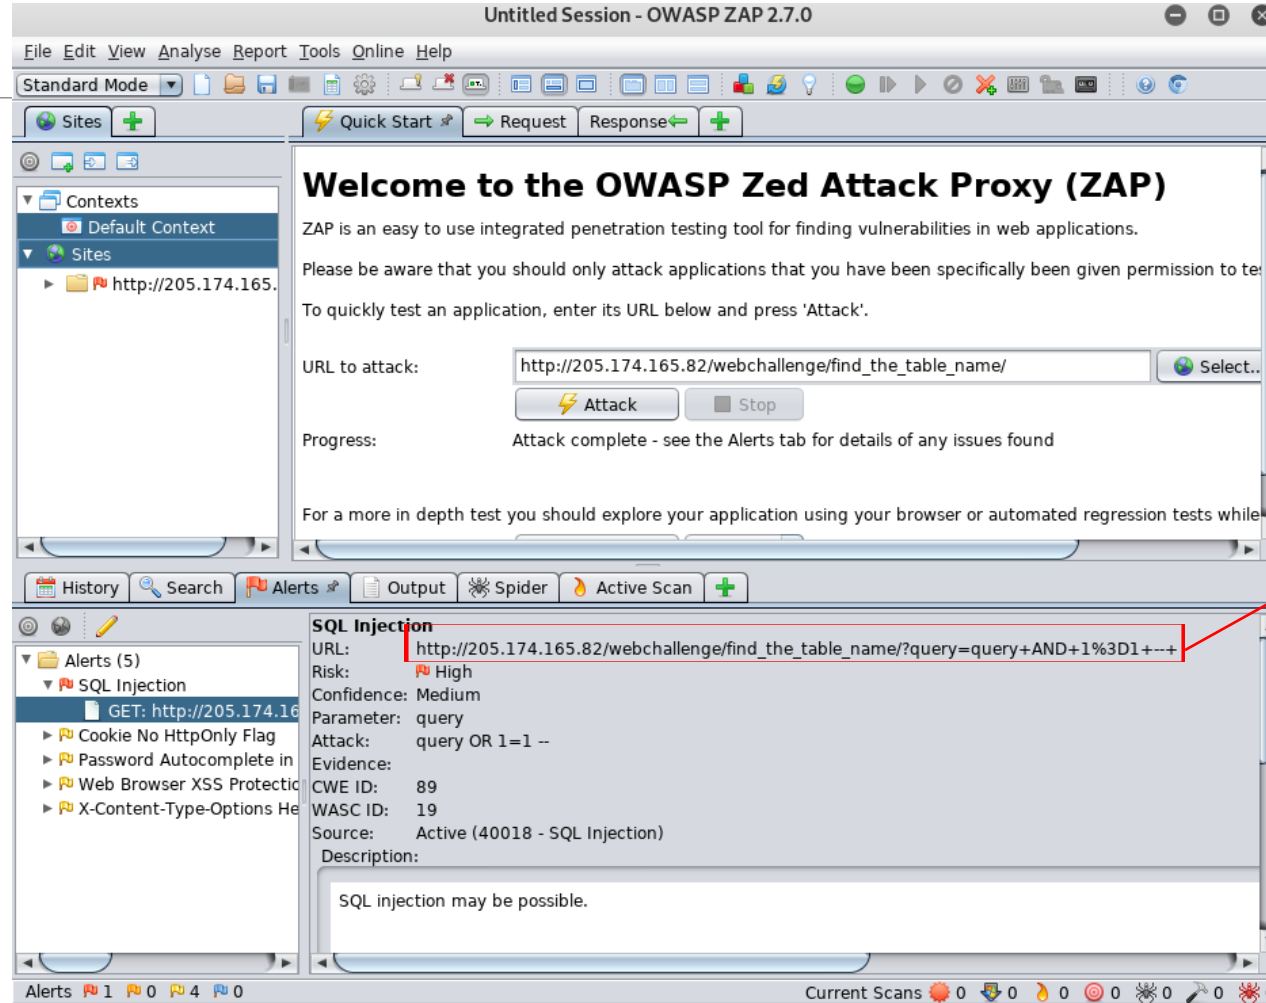 Untitled Session - OWASP ZAP 2.7.0
File Edit View Analyse Report Tools Online Help
Standard Mode
Sites
Quick Start
Request
Response
Contexts
Default Context
Sites
http://205.174.165.
Welcome to the OWASP Zed Attack Proxy (ZAP)
ZAP is an easy to use integrated penetration testing tool for finding vulnerabilities in web applications.
Please be aware that you should only attack applications that you have been specifically been given permission to tes
To quickly test an application, enter its URL below and press 'Attack'.
URL to attack: http://205.174.165.82/webchallenge/find_the_table_name/ Select...
Attack Stop
Progress: Attack complete - see the Alerts tab for details of any issues found
For a more in depth test you should explore your application using your browser or automated regression tests while
History Search Alerts Output Spider Active Scan
Alerts (5)
SQL Injection
GET: http://205.174.16
Cookie No HttpOnly Flag
Password Autocomplete in
Web Browser XSS Protectio
X-Content-Type-Options He
SQL Injection
URL: http://205.174.165.82/webchallenge/find_the_table_name/?query=query+AND+1%3D1+--+
Risk: High
Confidence: Medium
Parameter: query
Attack: query OR 1=1 --
Evidence:
CWE ID: 89
WASC ID: 19
Source: Active (40018 - SQL Injection)
Description:
SQL injection may be possible.
Alerts 1 0 4 0
Current Scans 0 0 0 0 0 0